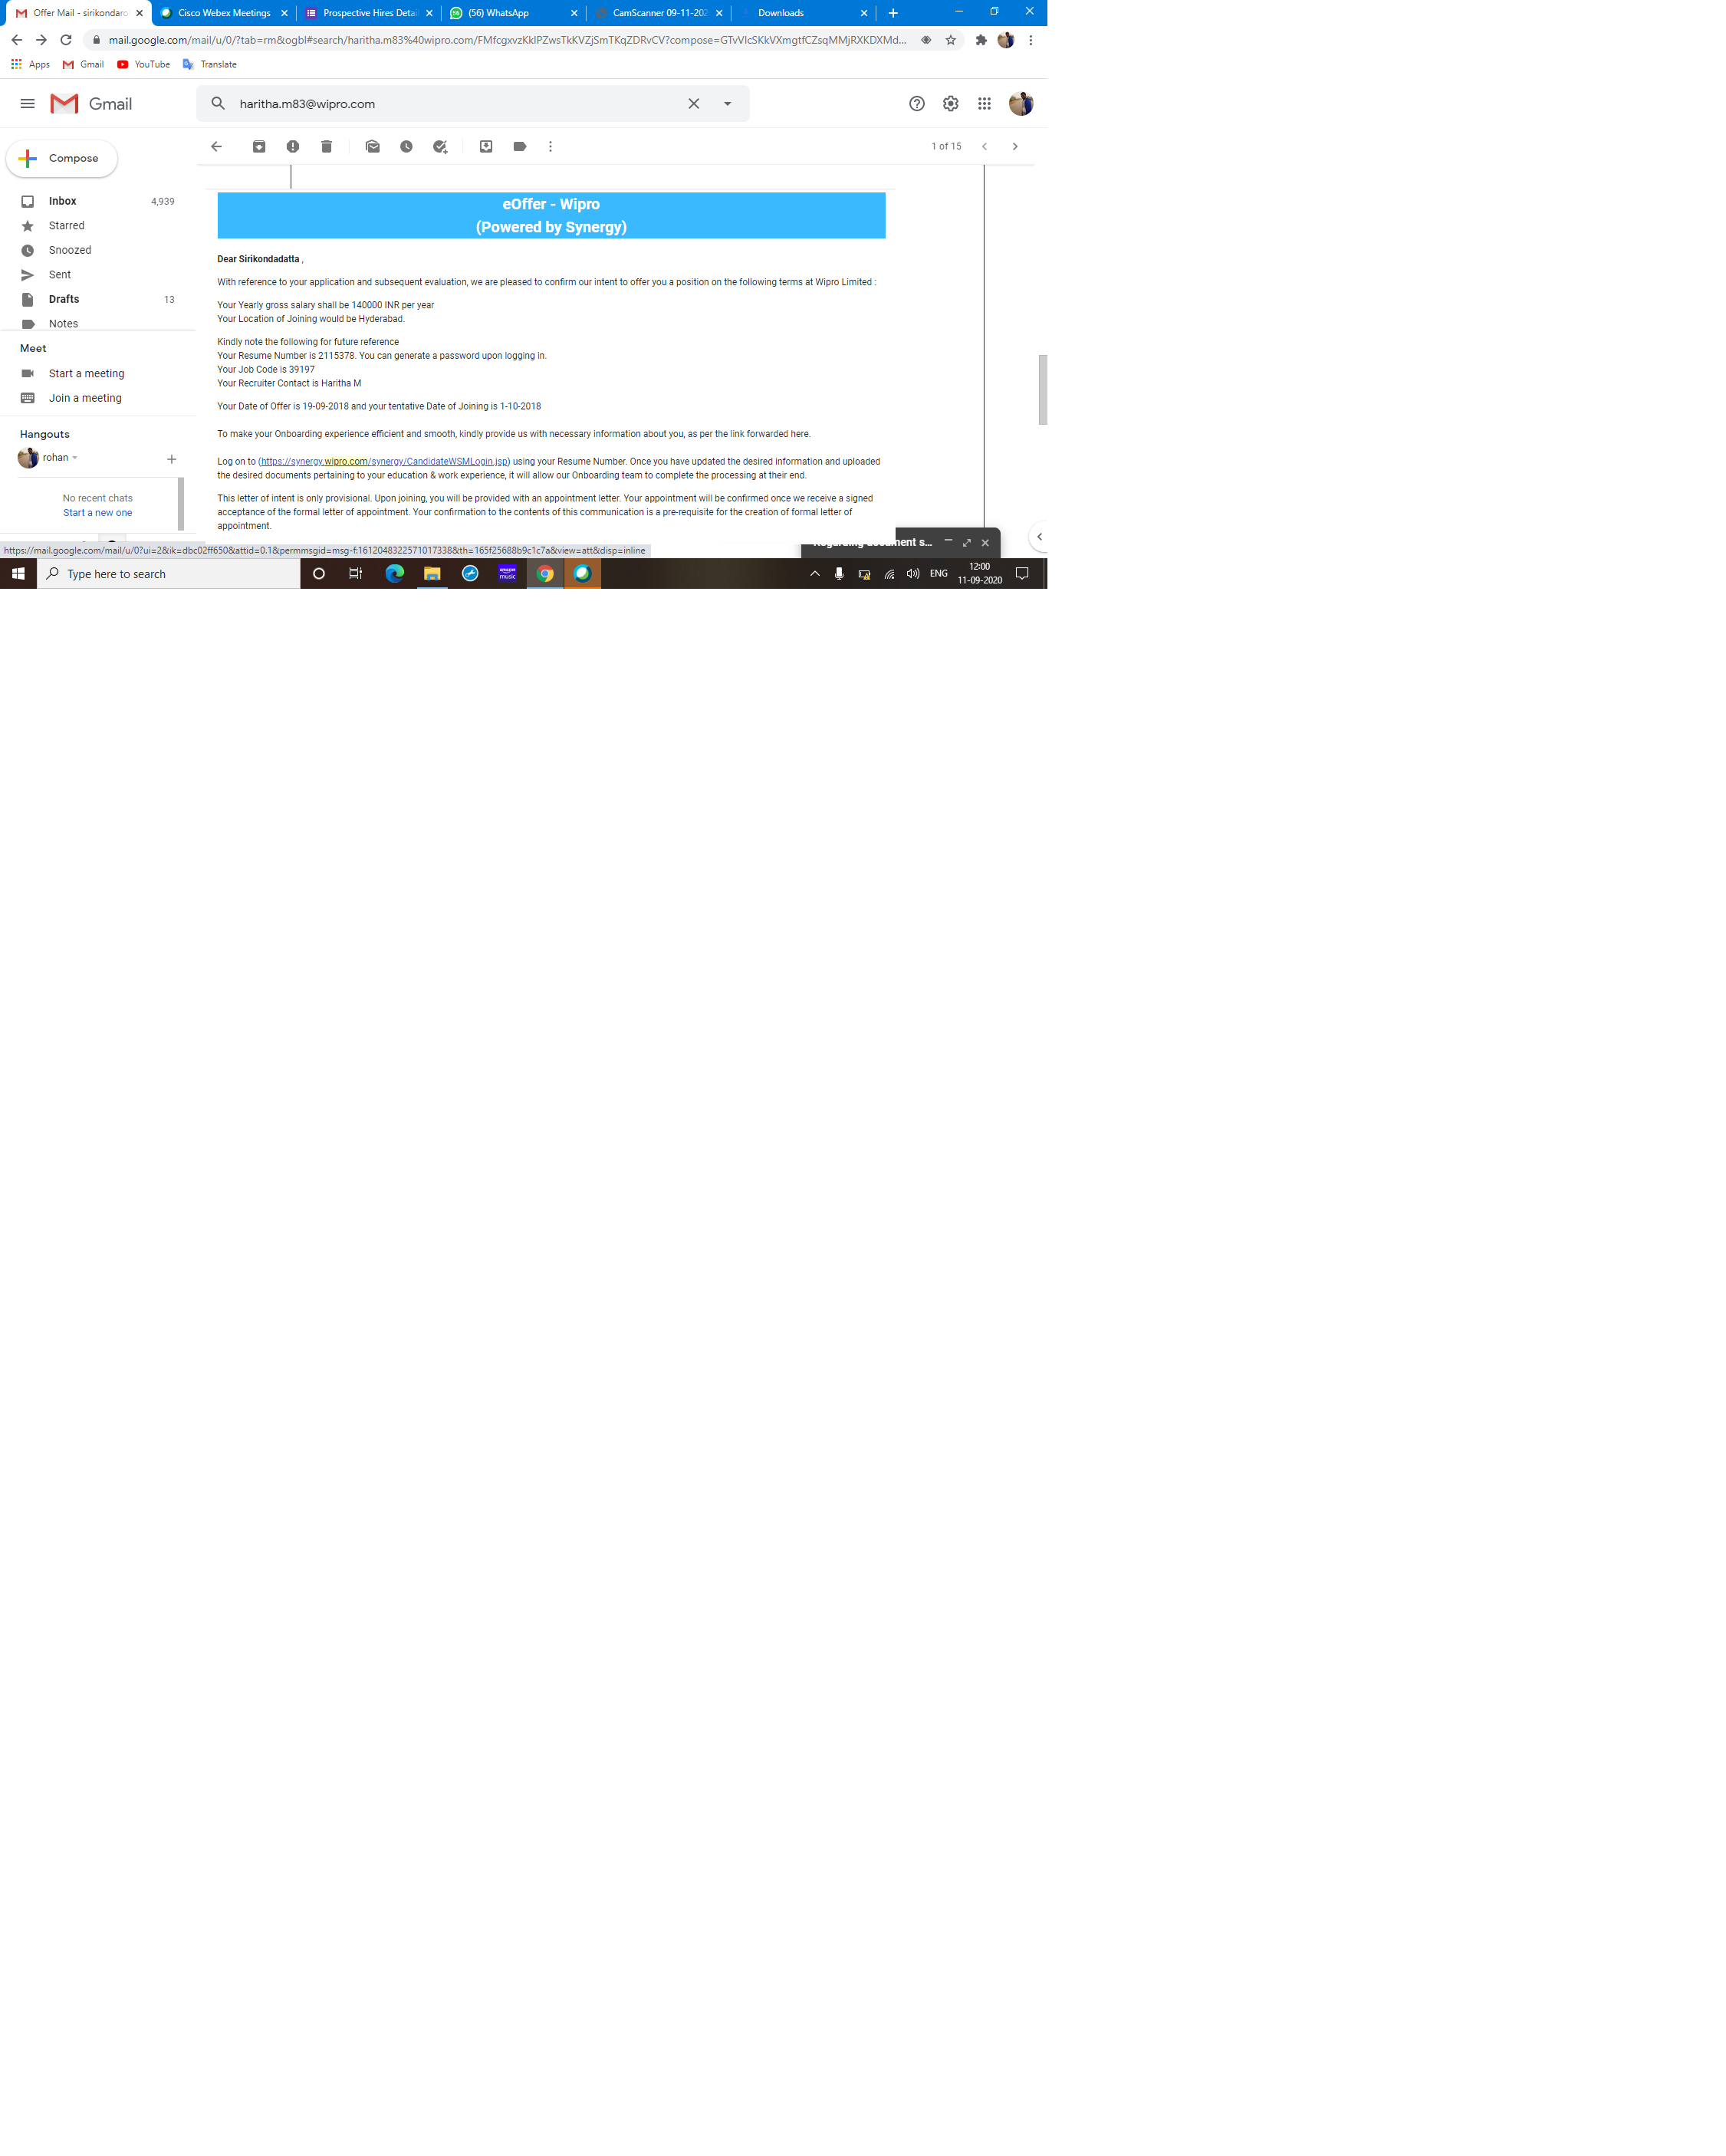 Offer Mail - sirikondaro
Cisco Webex Meetings
Prospective Hires Detai
(56) WhatsApp
CamScanner 09-11-202
Downloads
mail.google.com/mail/u/0/?tab=rm&ogbl#search/haritha.m83%40wipro.com/FMfcgxvzKklPZwsTkKVZjSmTKqZDRvCV?compose=GTvVlcSKkVXmgtfCZsqMMjRXKDXMd...
Apps
Gmail
YouTube
Translate
Gmail
haritha.m83@wipro.com
Compose
1 of 15
Inbox 4,939
Starred
Snoozed
Sent
Drafts 13
Notes
Meet
Start a meeting
Join a meeting
Hangouts
rohan
No recent chats
Start a new one
eOffer - Wipro
(Powered by Synergy)
Dear Sirikondadatta ,
With reference to your application and subsequent evaluation, we are pleased to confirm our intent to offer you a position on the following terms at Wipro Limited :
Your Yearly gross salary shall be 140000 INR per year
Your Location of Joining would be Hyderabad.
Kindly note the following for future reference
Your Resume Number is 2115378. You can generate a password upon logging in.
Your Job Code is 39197
Your Recruiter Contact is Haritha M
Your Date of Offer is 19-09-2018 and your tentative Date of Joining is 1-10-2018
To make your Onboarding experience efficient and smooth, kindly provide us with necessary information about you, as per the link forwarded here.
Log on to (https://synergy.wipro.com/synergy/CandidateWSMLogin.jsp) using your Resume Number. Once you have updated the desired information and uploaded
the desired documents pertaining to your education & work experience, it will allow our Onboarding team to complete the processing at their end.
This letter of intent is only provisional. Upon joining, you will be provided with an appointment letter. Your appointment will be confirmed once we receive a signed
acceptance of the formal letter of appointment. Your confirmation to the contents of this communication is a pre-requisite for the creation of formal letter of
appointment.
Regarding document s...
https://mail.google.com/mail/u/0?ui=2&ik=dbc02ff650&attid=0.1&permmsgid=msg-f:1612048322571017338&th=165f25688b9c1c7a&view=att&disp=inline
Type here to search
amazon
music
ENG
12:00
11-09-2020